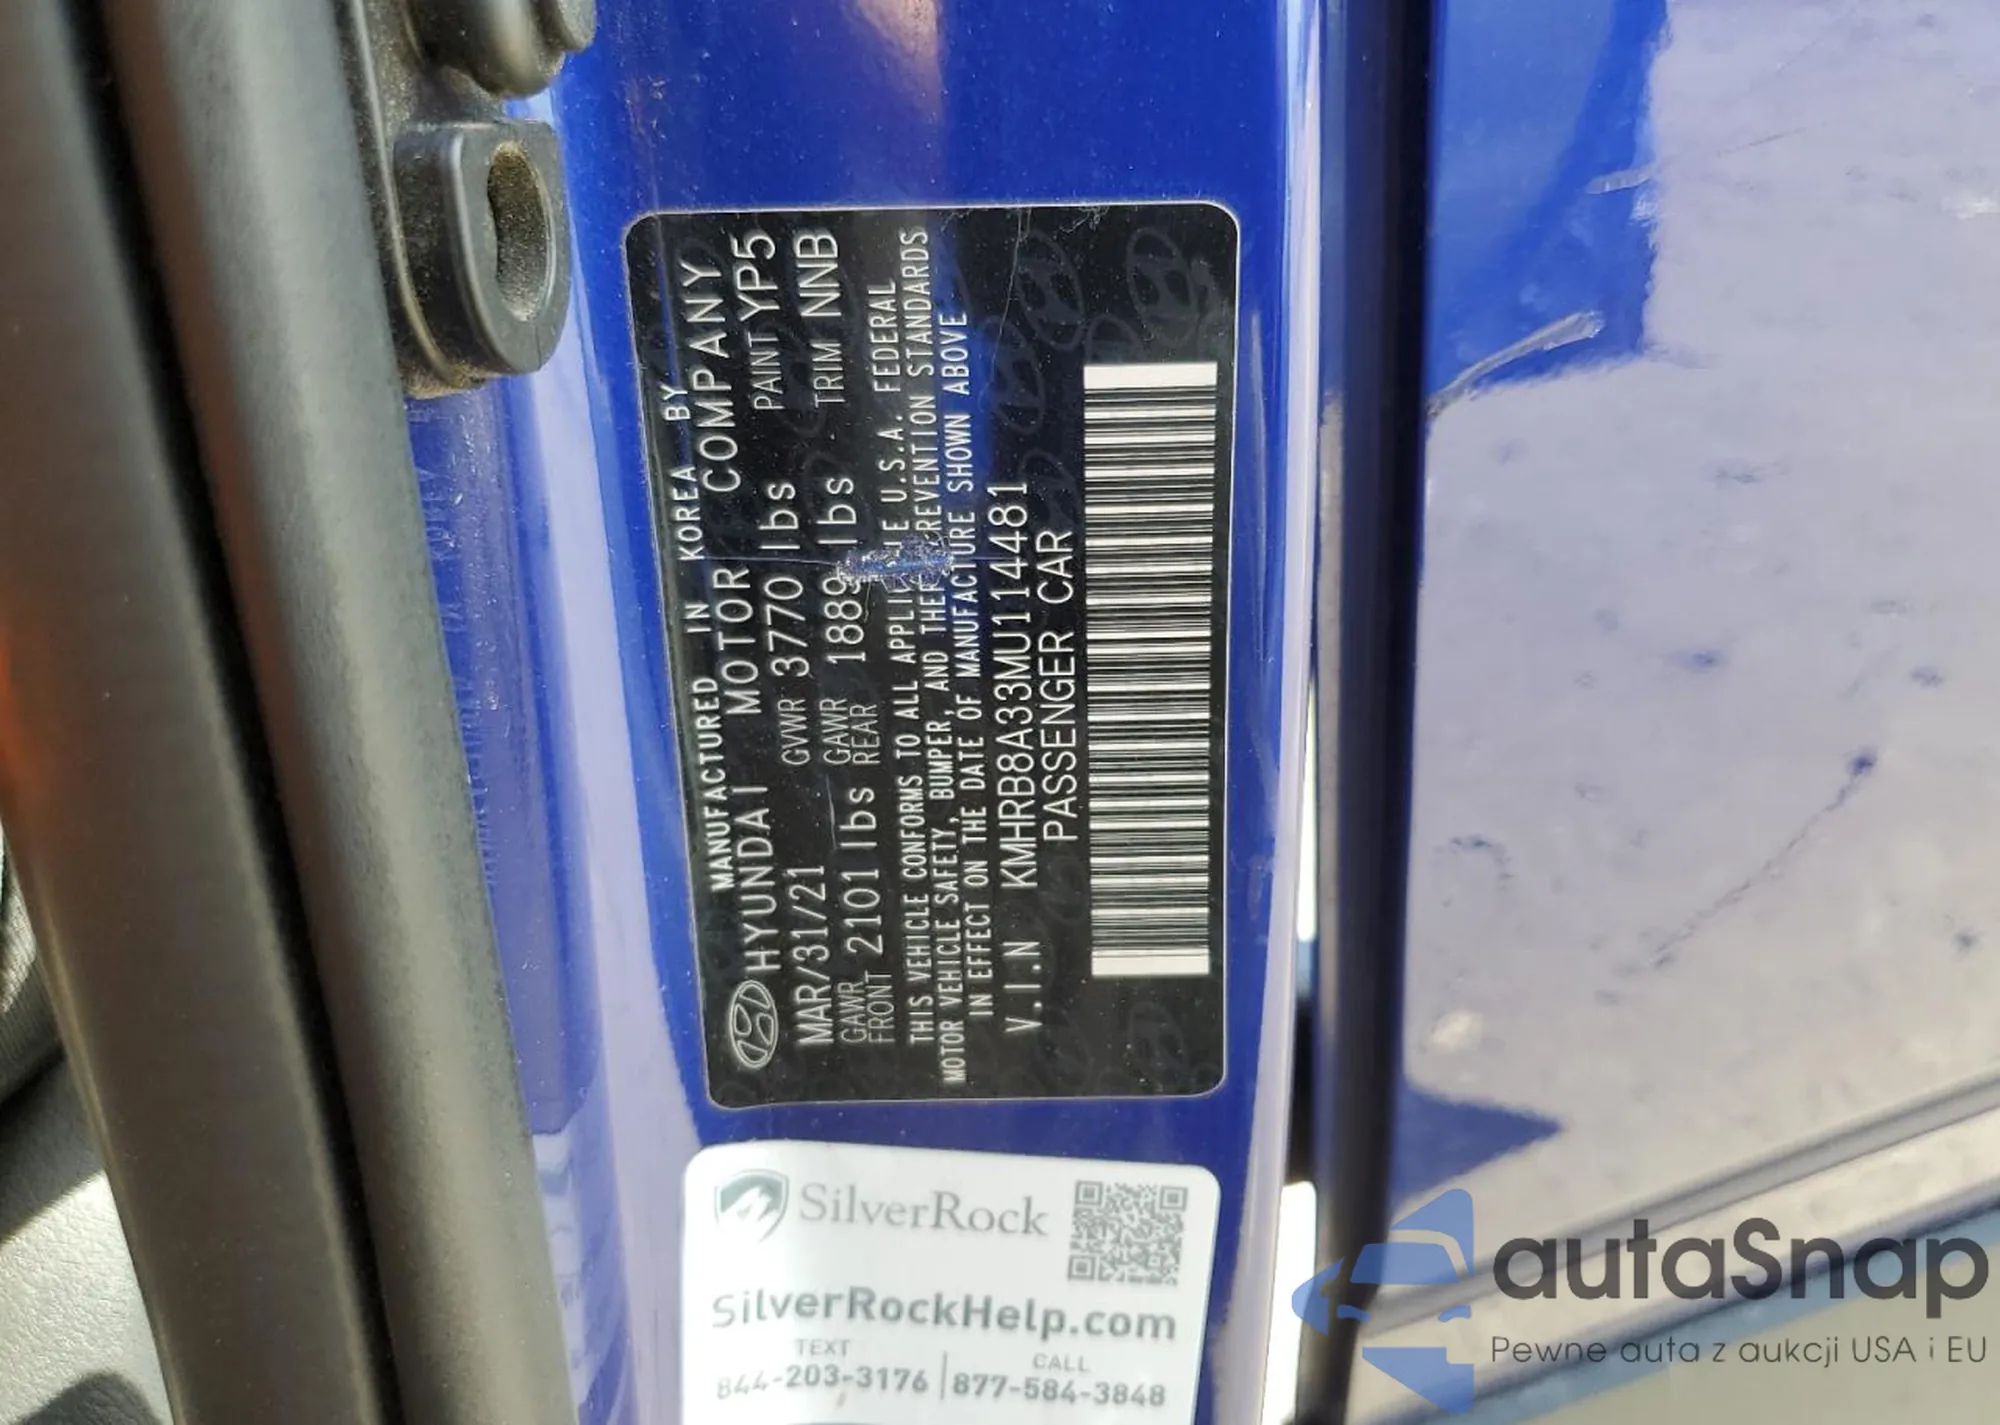 MANUFACTURED IN KOREA BY
HYUNDAI MOTOR COMPANY
MAR/31/21 GVWR 3770 lbs PAINT YP5
GAWR FRONT 2101 lbs GAWR REAR 1889 lbs TRIM NNB
THIS VEHICLE CONFORMS TO ALL U.S.A. FEDERAL
MOTOR VEHICLE SAFETY, BUMPER, AND STANDARDS
IN EFFECT ON THE DATE OF MANUFACTURE SHOWN ABOVE
V.I.N KMHRB8A33MU114481
PASSENGER CAR
SilverRock
SilverRockHelp.com
TEXT CALL
844-203-3176 | 877-584-3848
autaSnap
Pewne auta z aukcji USA i EU